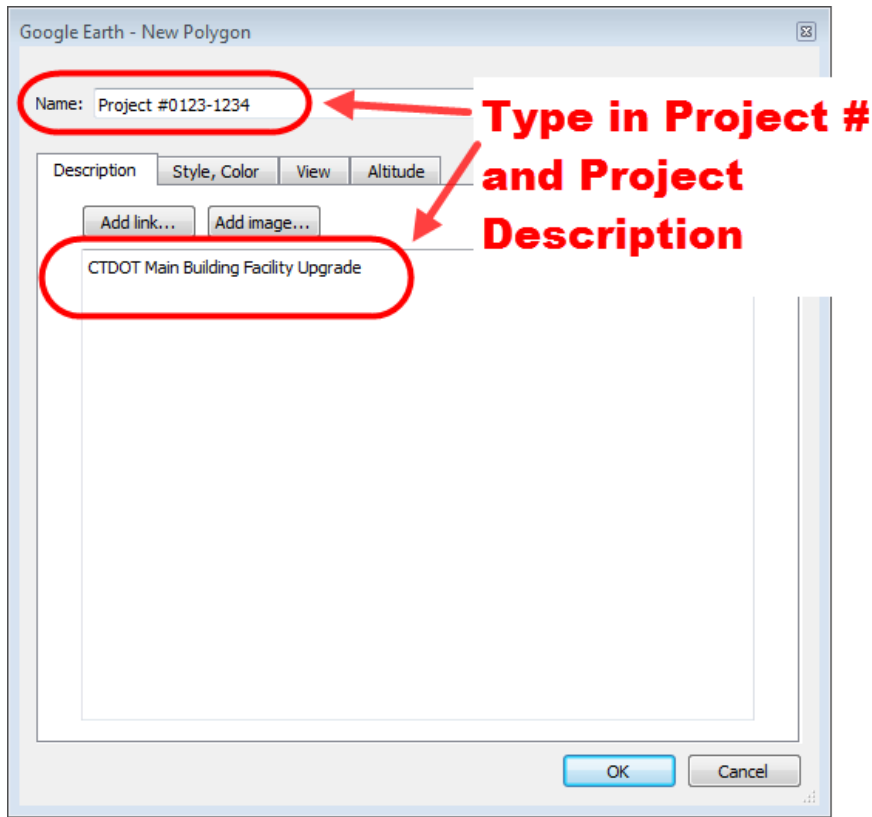 Google Earth - New Polygon
Name: Project #0123-1234
Type in Project #
and Project
Description
Description Style, Color View Altitude
Add link... Add image...
CTDOT Main Building Facility Upgrade
OK Cancel